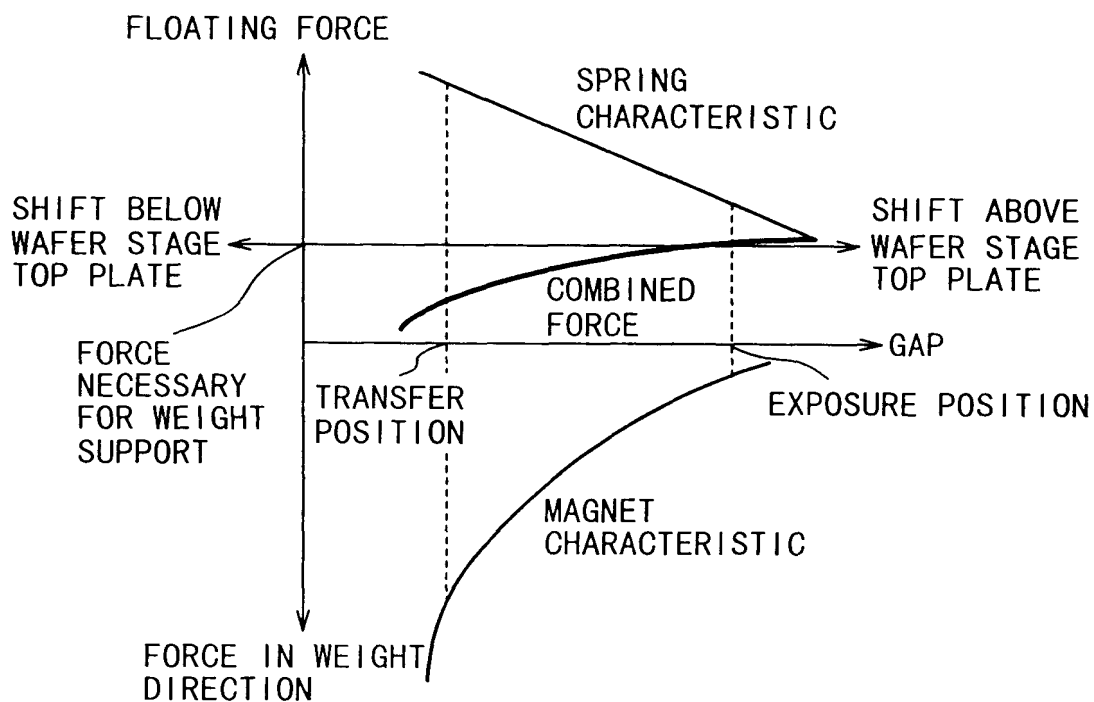 FLOATING FORCE
SPRING
CHARACTERISTIC
SHIFT BELOW
WAFER STAGE
TOP PLATE
SHIFT ABOVE
WAFER STAGE
TOP PLATE
COMBINED
FORCE
GAP
FORCE
NECESSARY
FOR WEIGHT
SUPPORT
TRANSFER
POSITION
EXPOSURE POSITION
MAGNET
CHARACTERISTIC
FORCE IN WEIGHT
DIRECTION